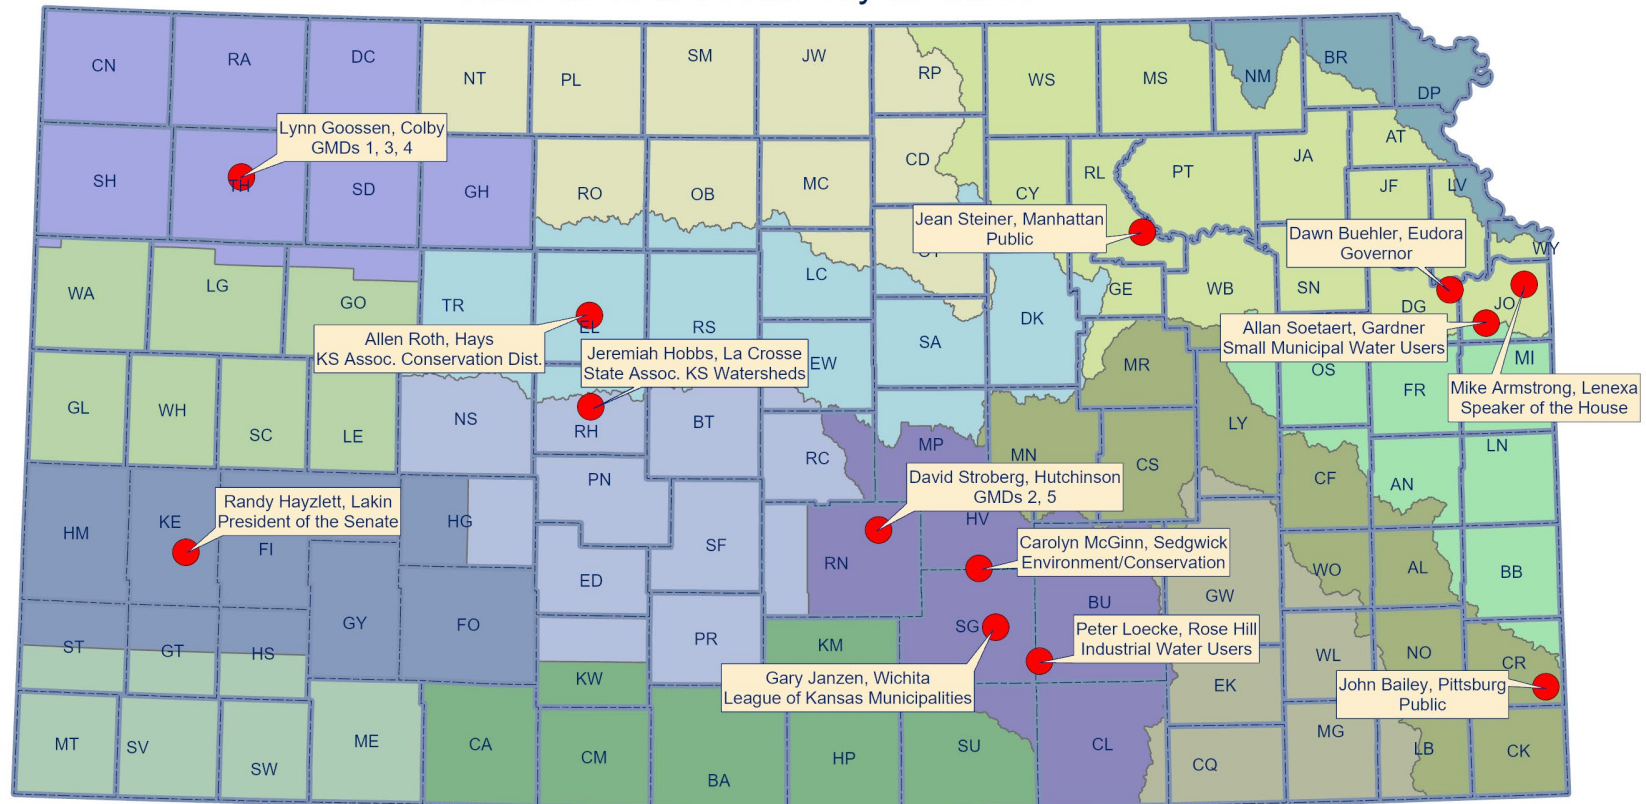 CN
RA
DC
NT
PL
SM
JW
RP
WS
MS
NM
BR
DP
Lynn Goossen, Colby
GMDs 1, 3, 4
SH
TH
SD
GH
RO
OB
MC
CD
CY
RL
PT
JA
AT
JF
LV
Jean Steiner, Manhattan
Public
Dawn Buehler, Eudora
Governor
WY
WA
LG
GO
TR
EL
RS
LC
SA
DK
GE
WB
SN
DG
JO
Allen Roth, Hays
KS Assoc. Conservation Dist.
Jeremiah Hobbs, La Crosse
State Assoc. KS Watersheds
EW
Allan Soetaert, Gardner
Small Municipal Water Users
MI
Mike Armstrong, Lenexa
Speaker of the House
GL
WH
SC
LE
NS
RH
BT
RC
MP
MN
MR
CS
LY
OS
FR
LN
CF
AN
David Stroberg, Hutchinson
GMDs 2, 5
Randy Hayzlett, Lakin
President of the Senate
HM
KE
FI
HG
PN
SF
RN
HV
Carolyn McGinn, Sedgwick
Environment/Conservation
ED
BU
GW
WO
AL
BB
ST
GT
HS
GY
FO
PR
KM
SG
Peter Loecke, Rose Hill
Industrial Water Users
Gary Janzen, Wichita
League of Kansas Municipalities
WL
NO
CR
John Bailey, Pittsburg
Public
EK
KW
MT
SV
SW
ME
CA
CM
BA
HP
SU
CL
CQ
MG
LB
CK